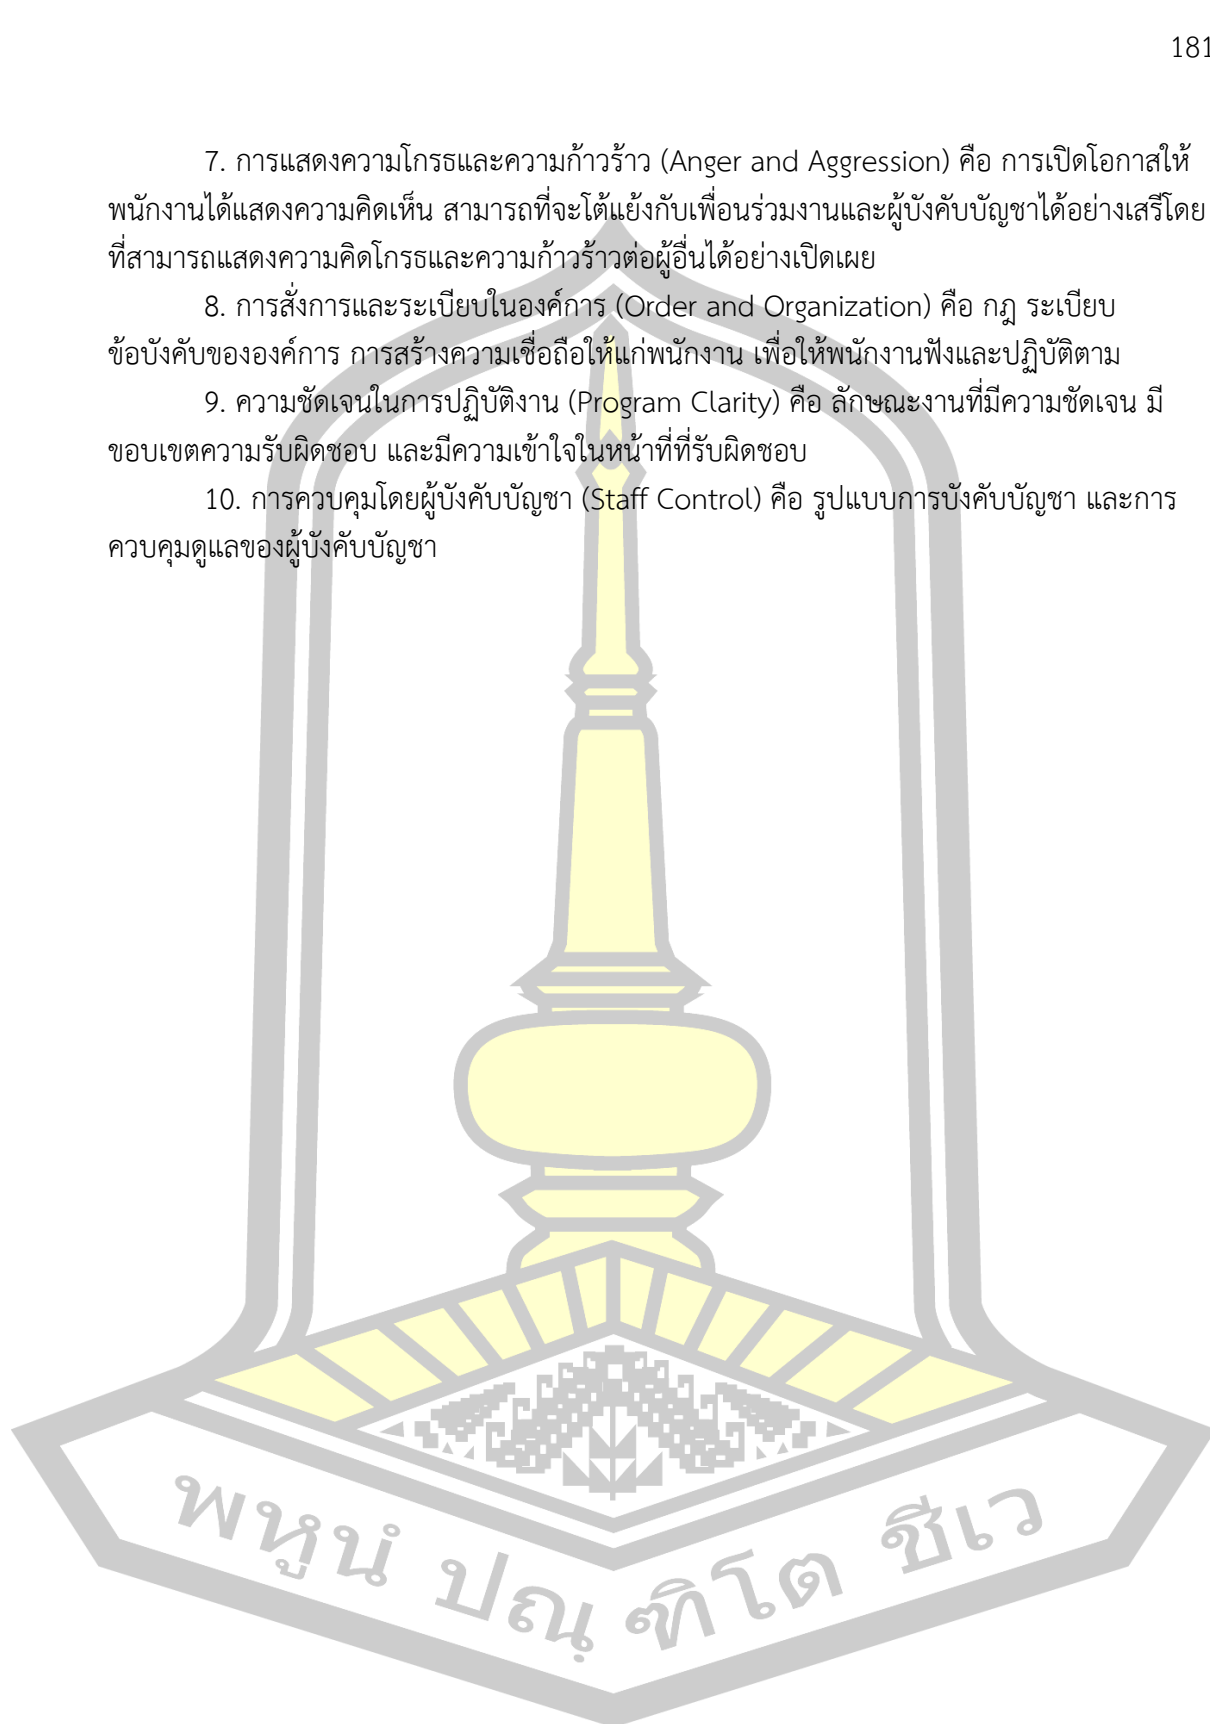 181
7. การแสดงความโกรธและความก้าวร้าว (Anger and Aggression) คือ การเปิดโอกาสให้
พนักงานได้แสดงความคิดเห็น สามารถที่จะโต้แย้งกับเพื่อนร่วมงานและผู้บังคับบัญชาได้อย่างเสรีโดย
ที่สามารถแสดงความคิดโกรธและความก้าวร้าวต่อผู้อื่นได้อย่างเปิดเผย
8. การสั่งการและระเบียบในองค์การ (Order and Organization) คือ กฎ ระเบียบ
ข้อบังคับขององค์การ การสร้างความเชื่อถือให้แก่พนักงาน เพื่อให้พนักงานฟังและปฏิบัติตาม
9. ความชัดเจนในการปฏิบัติงาน (Program Clarity) คือ ลักษณะงานที่มีความชัดเจน มี
ขอบเขตความรับผิดชอบ และมีความเข้าใจในหน้าที่ที่รับผิดชอบ
10. การควบคุมโดยผู้บังคับบัญชา (Staff Control) คือ รูปแบบการบังคับบัญชา และการ
ควบคุมดูแลของผู้บังคับบัญชา
พหูนํ ปณฺ ฑิโต ชีเว